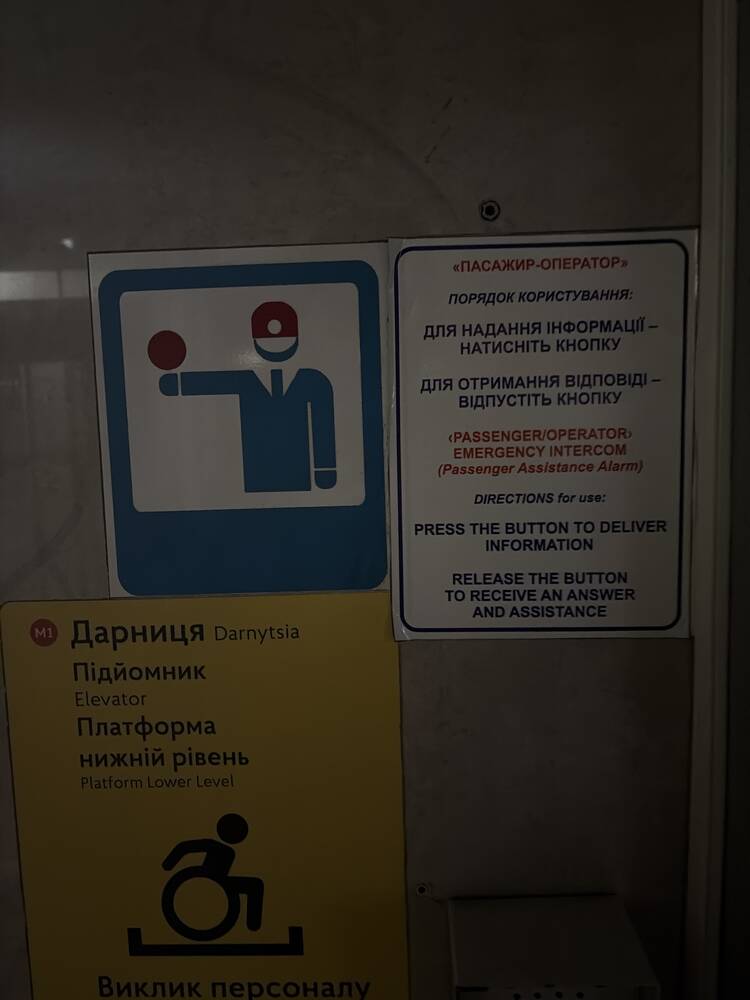 «ПАСАЖИР-ОПЕРАТОР»
ПОРЯДОК КОРИСТУВАННЯ:
ДЛЯ НАДАННЯ ІНФОРМАЦІЇ –
НАТИСНІТЬ КНОПКУ
ДЛЯ ОТРИМАННЯ ВІДПОВІДІ –
ВІДПУСТІТЬ КНОПКУ
‹PASSENGER/OPERATOR›
EMERGENCY INTERCOM
(Passenger Assistance Alarm)
DIRECTIONS for use:
PRESS THE BUTTON TO DELIVER
INFORMATION
RELEASE THE BUTTON
TO RECEIVE AN ANSWER
AND ASSISTANCE
М1 Дарниця Darnytsia
Підйомник
Elevator
Платформа
нижній рівень
Platform Lower Level
Виклик персоналу